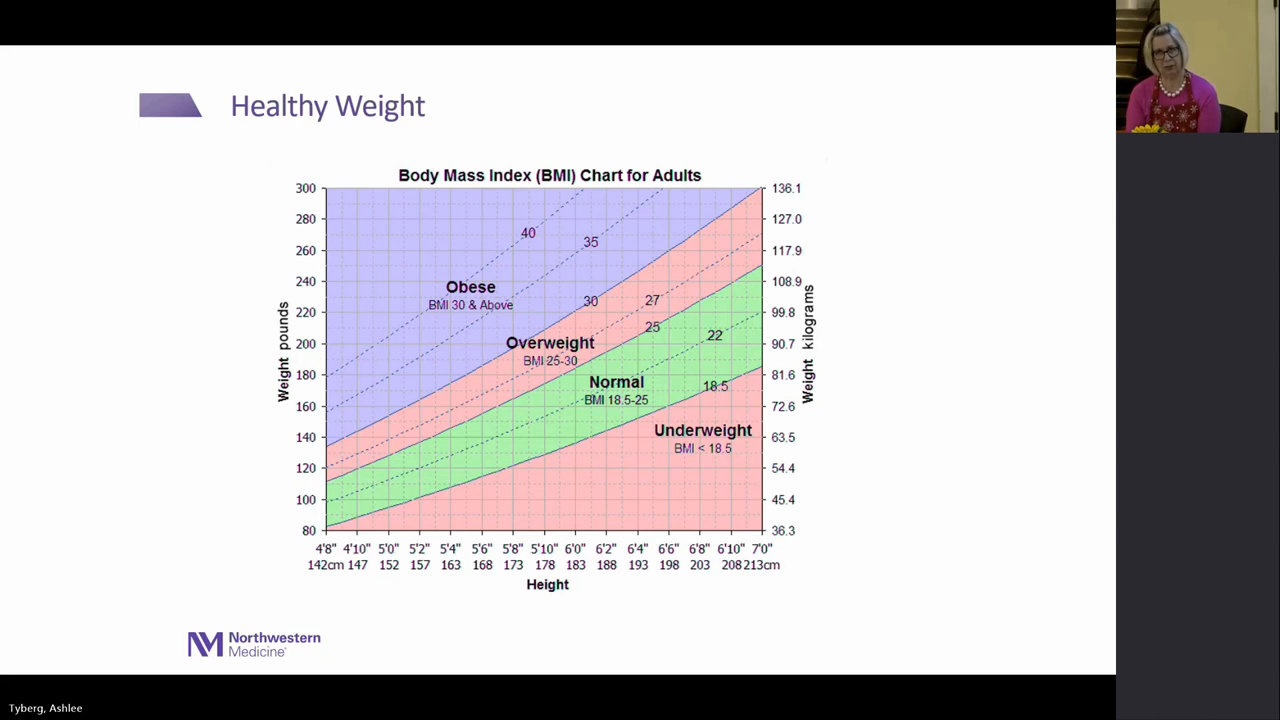 Healthy Weight
Body Mass Index (BMI) Chart for Adults
300
280
260
240
220
200
180
160
140
120
100
80
Weight pounds
136.1
127.0
117.9
108.9
99.8
90.7
81.6
72.6
63.5
54.4
45.4
36.3
Weight kilograms
40
35
Obese
BMI 30 & Above
30
27
25
22
Overweight
BMI 25-30
Normal
BMI 18.5-25
18.5
Underweight
BMI < 18.5
4'8" 4'10" 5'0" 5'2" 5'4" 5'6" 5'8" 5'10" 6'0" 6'2" 6'4" 6'6" 6'8" 6'10" 7'0"
142cm 147 152 157 163 168 173 178 183 188 193 198 203 208 213cm
Height
NM Northwestern
Medicine®
Tyberg, Ashlee